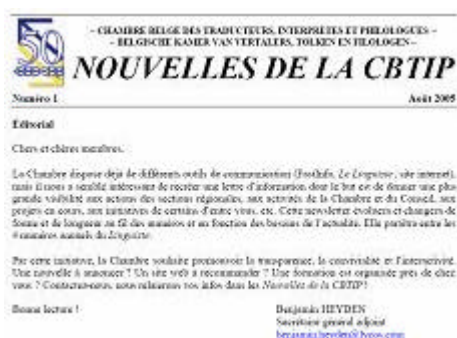 50
– CHAMBRE BELGE DES TRADUCTEURS, INTERPRÈTES ET PHILOLOGUES –
– BELGISCHE KAMER VAN VERTALERS, TOLKEN EN FILOLOGEN –
NOUVELLES DE LA CBTIP
Numéro 1 Août 2005
Editorial
Chers et chères membres,
La Chambre dispose déjà de différents outils de communication (FaxInfo, Le Linguiste, site internet),
mais il nous a semblé intéressant de recréer une lettre d'information dont le but est de donner une plus
grande visibilité aux actions des sections régionales, aux activités de la Chambre et du Conseil, aux
projets en cours, aux initiatives de certains d'entre vous, etc. Cette newsletter évoluera et changera de
forme et de longueur au fil des numéros et en fonction des besoins de l'actualité. Elle paraîtra entre les
4 numéros annuels du Linguiste.
Par cette initiative, la Chambre souhaite promouvoir la transparence, la convivialité et l'interactivité.
Une nouvelle à annoncer ? Un site web à recommander ? Une formation est organisée près de chez
vous ? Contactez-nous, nous relaierons vos infos dans les Nouvelles de la CBTIP !
Bonne lecture !
Benjamin HEYDEN
Secrétaire général adjoint